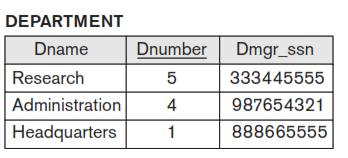 DEPARTMENT
Dname Dnumber Dmgr_ssn
Research 5 333445555
Administration 4 987654321
Headquarters 1 888665555